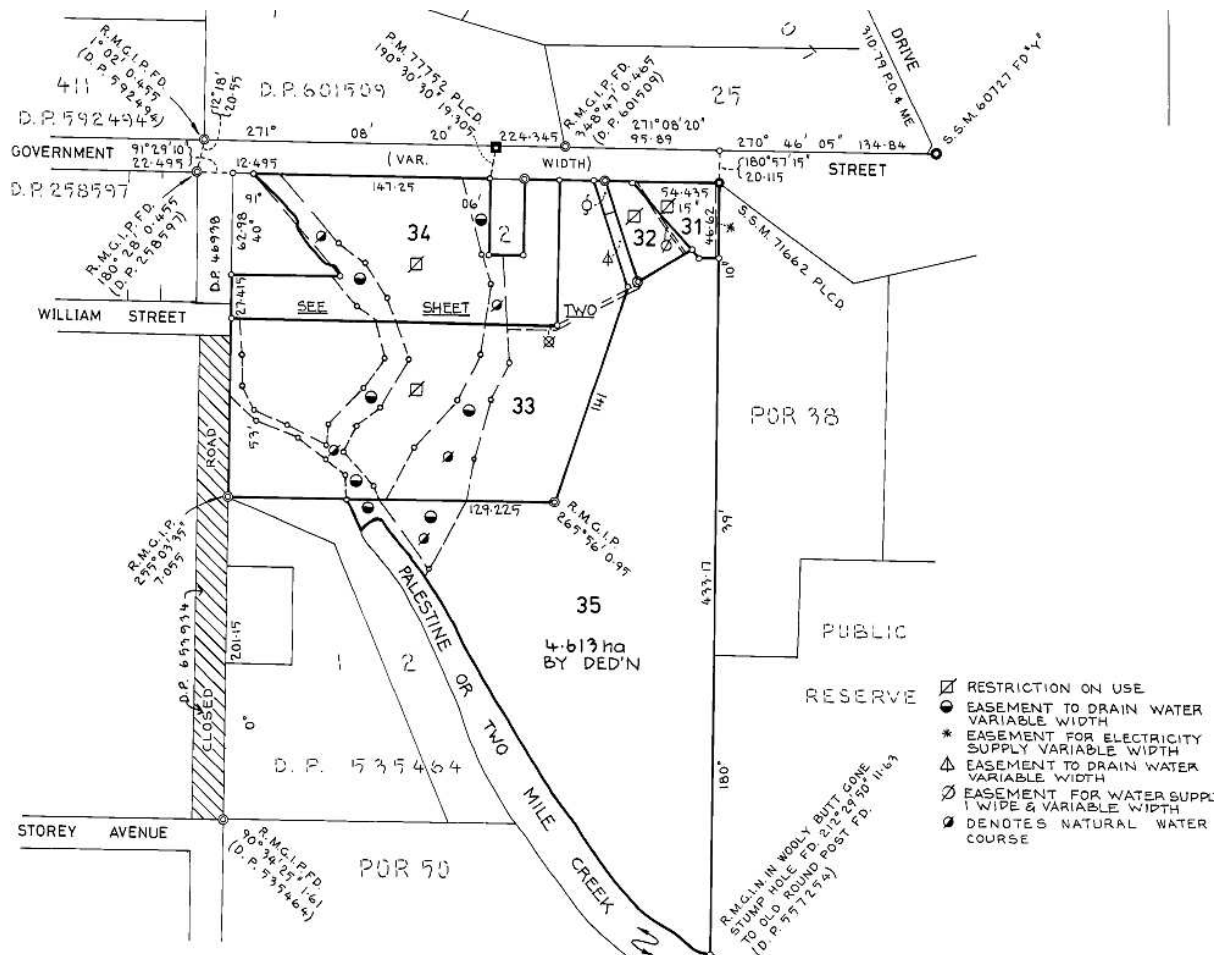 R.M.G.I.P. FD.
1° 02' 0.455
(D.P. 592494)
411
D.P. 592494
12° 18'
20.55
D.P. 601509
P.M. 77752 PLCD.
190° 30' 30" 19.305
R.M.G.I.P. FD.
348° 47' 0.465
(D.P. 601509)
25
DRIVE
310.79 P.O. & ME
S.S.M. 60727 FD "Y"
271° 08' 20" 224.345
271° 08' 20"
95.89
270° 46' 05" 134.84
GOVERNMENT (VAR. WIDTH) STREET
91° 29' 10"
22.495
12.495
180° 57' 15"
20.115
D.P. 258597
147.25
54.435
R.M.G.I.P. FD.
180° 28' 0.455
(D.P. 258597)
D.P. 46938
62.98
91°
40"
06'
34
2
32
31
15"
46.62
10"
S.S.M. 71662 PLCD.
27.415
SEE SHEET TWO
WILLIAM STREET
33
141
POR 38
53'
ROAD
R.M.G.I.P.
255° 03' 35"
7.055
129.225
R.M.G.I.P.
265° 56' 0.95
39'
433.17
D.P. 653934
CLOSED
201.15
0°
1
2
PALESTINE OR TWO MILE CREEK
35
4.613 ha
BY DED'N
PUBLIC
RESERVE
D.P. 535464
180°
STOREY AVENUE
R.M.G.I.P. FD.
90° 34' 25" 1.61
(D.P. 535464)
POR 50
R.M.G.I.N. IN WOOLY BUTT GONE
STUMP HOLE FD. 212° 29' 50" 11.63
TO OLD ROUND POST FD.
(D.P. 557254)
RESTRICTION ON USE
EASEMENT TO DRAIN WATER
VARIABLE WIDTH
EASEMENT FOR ELECTRICITY
SUPPLY VARIABLE WIDTH
EASEMENT TO DRAIN WATER
VARIABLE WIDTH
EASEMENT FOR WATER SUPPL
1 WIDE & VARIABLE WIDTH
DENOTES NATURAL WATER
COURSE